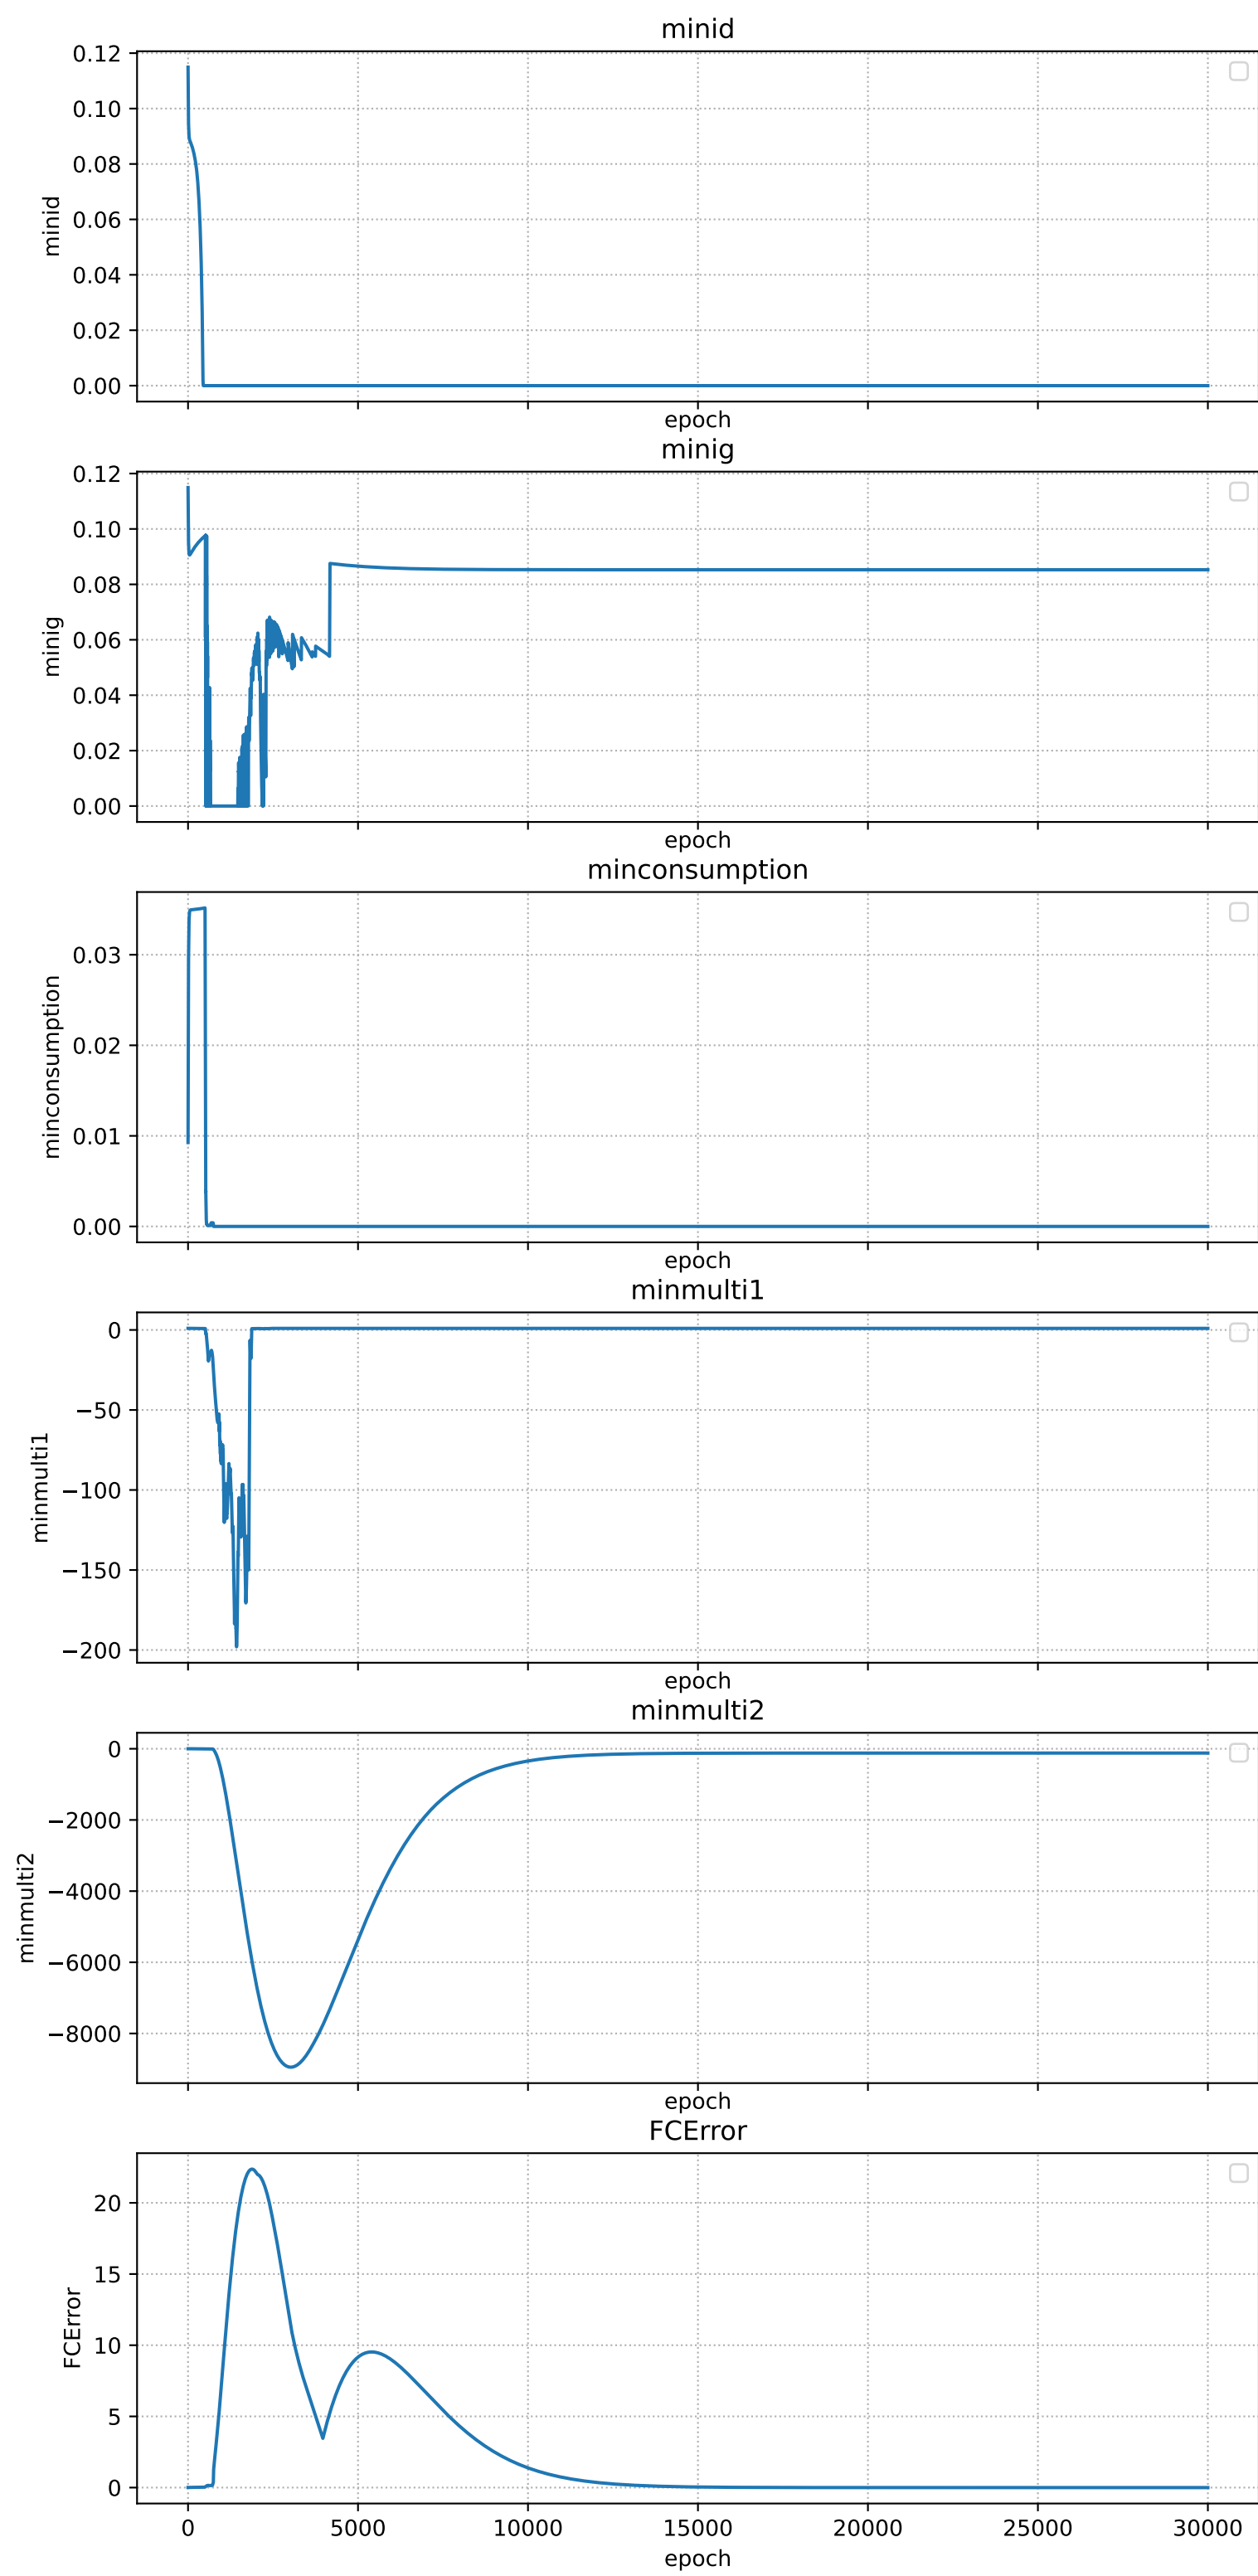 minid
0.12
0.10
0.08
0.06
0.04
0.02
0.00
minid
epoch
minig
0.12
0.10
0.08
0.06
0.04
0.02
0.00
minig
epoch
minconsumption
0.03
0.02
0.01
0.00
minconsumption
epoch
minmulti1
0
−50
−100
−150
−200
minmulti1
epoch
minmulti2
0
−2000
−4000
−6000
−8000
minmulti2
epoch
FCError
20
15
10
5
0
FCError
0 5000 10000 15000 20000 25000 30000
epoch